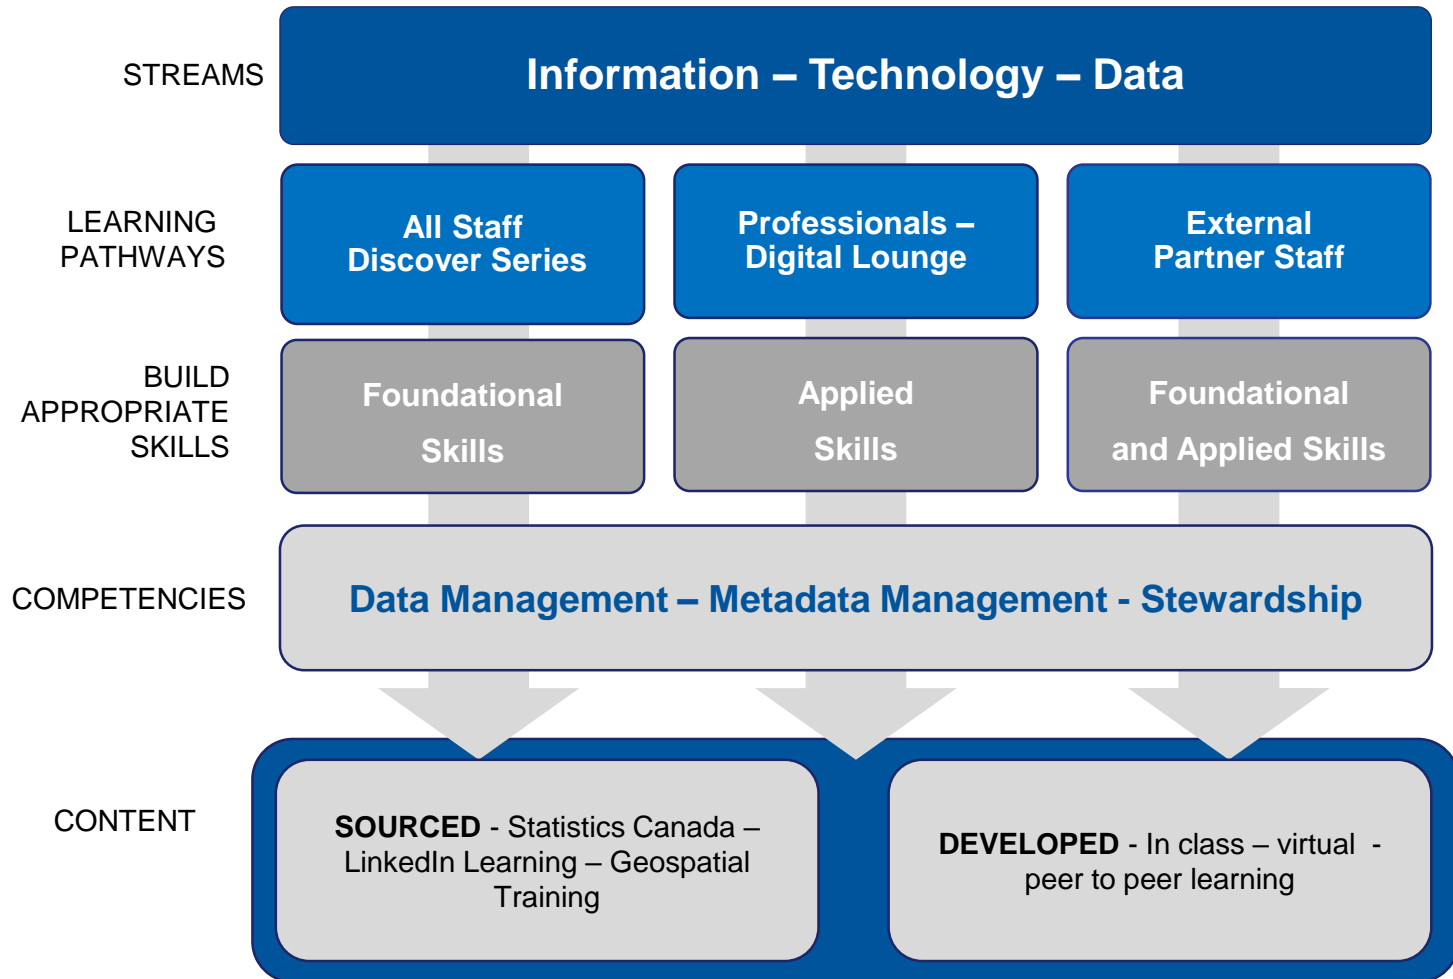 STREAMS
Information – Technology – Data
LEARNING
PATHWAYS
All Staff
Discover Series
Professionals –
Digital Lounge
External
Partner Staff
BUILD
APPROPRIATE
SKILLS
Foundational
Skills
Applied
Skills
Foundational
and Applied Skills
COMPETENCIES
Data Management – Metadata Management - Stewardship
CONTENT
SOURCED - Statistics Canada –
LinkedIn Learning – Geospatial
Training
DEVELOPED - In class – virtual -
peer to peer learning